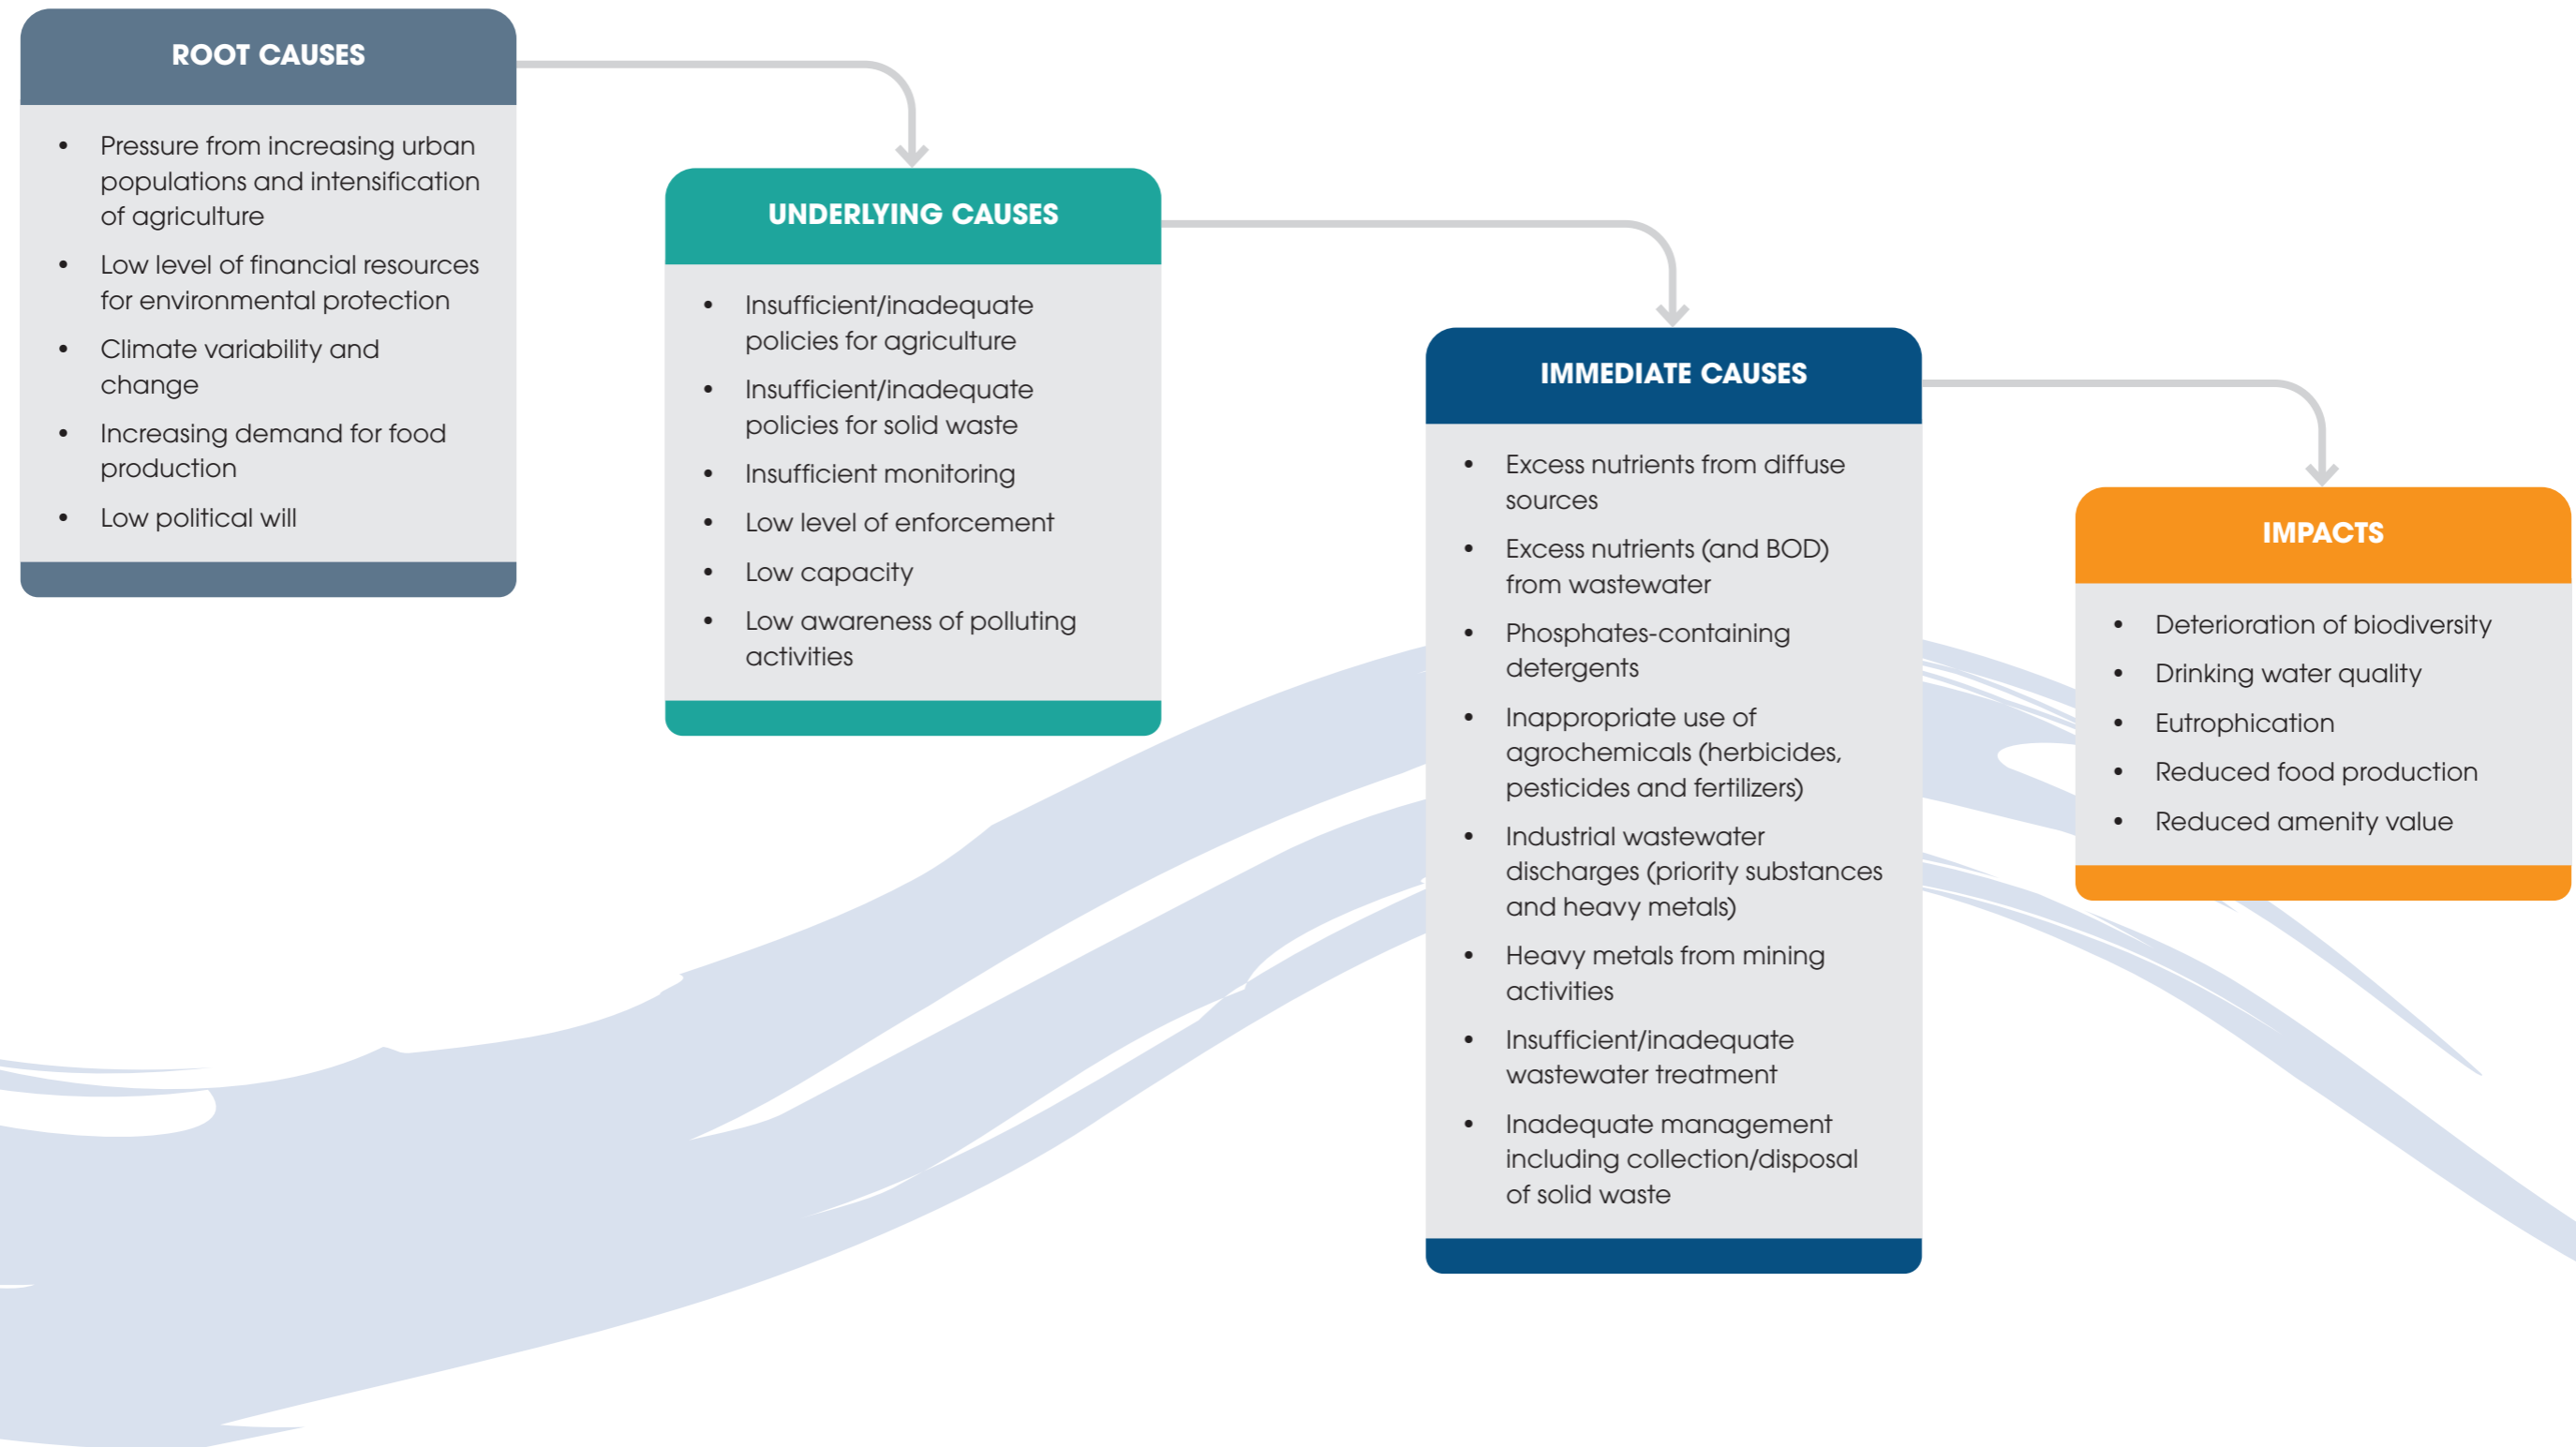 ROOT CAUSES
• Pressure from increasing urban
populations and intensification
of agriculture
• Low level of financial resources
for environmental protection
• Climate variability and
change
• Increasing demand for food
production
• Low political will
UNDERLYING CAUSES
• Insufficient/inadequate
policies for agriculture
• Insufficient/inadequate
policies for solid waste
• Insufficient monitoring
• Low level of enforcement
• Low capacity
• Low awareness of polluting
activities
IMMEDIATE CAUSES
• Excess nutrients from diffuse
sources
• Excess nutrients (and BOD)
from wastewater
• Phosphates-containing
detergents
• Inappropriate use of
agrochemicals (herbicides,
pesticides and fertilizers)
• Industrial wastewater
discharges (priority substances
and heavy metals)
• Heavy metals from mining
activities
• Insufficient/inadequate
wastewater treatment
• Inadequate management
including collection/disposal
of solid waste
IMPACTS
• Deterioration of biodiversity
• Drinking water quality
• Eutrophication
• Reduced food production
• Reduced amenity value